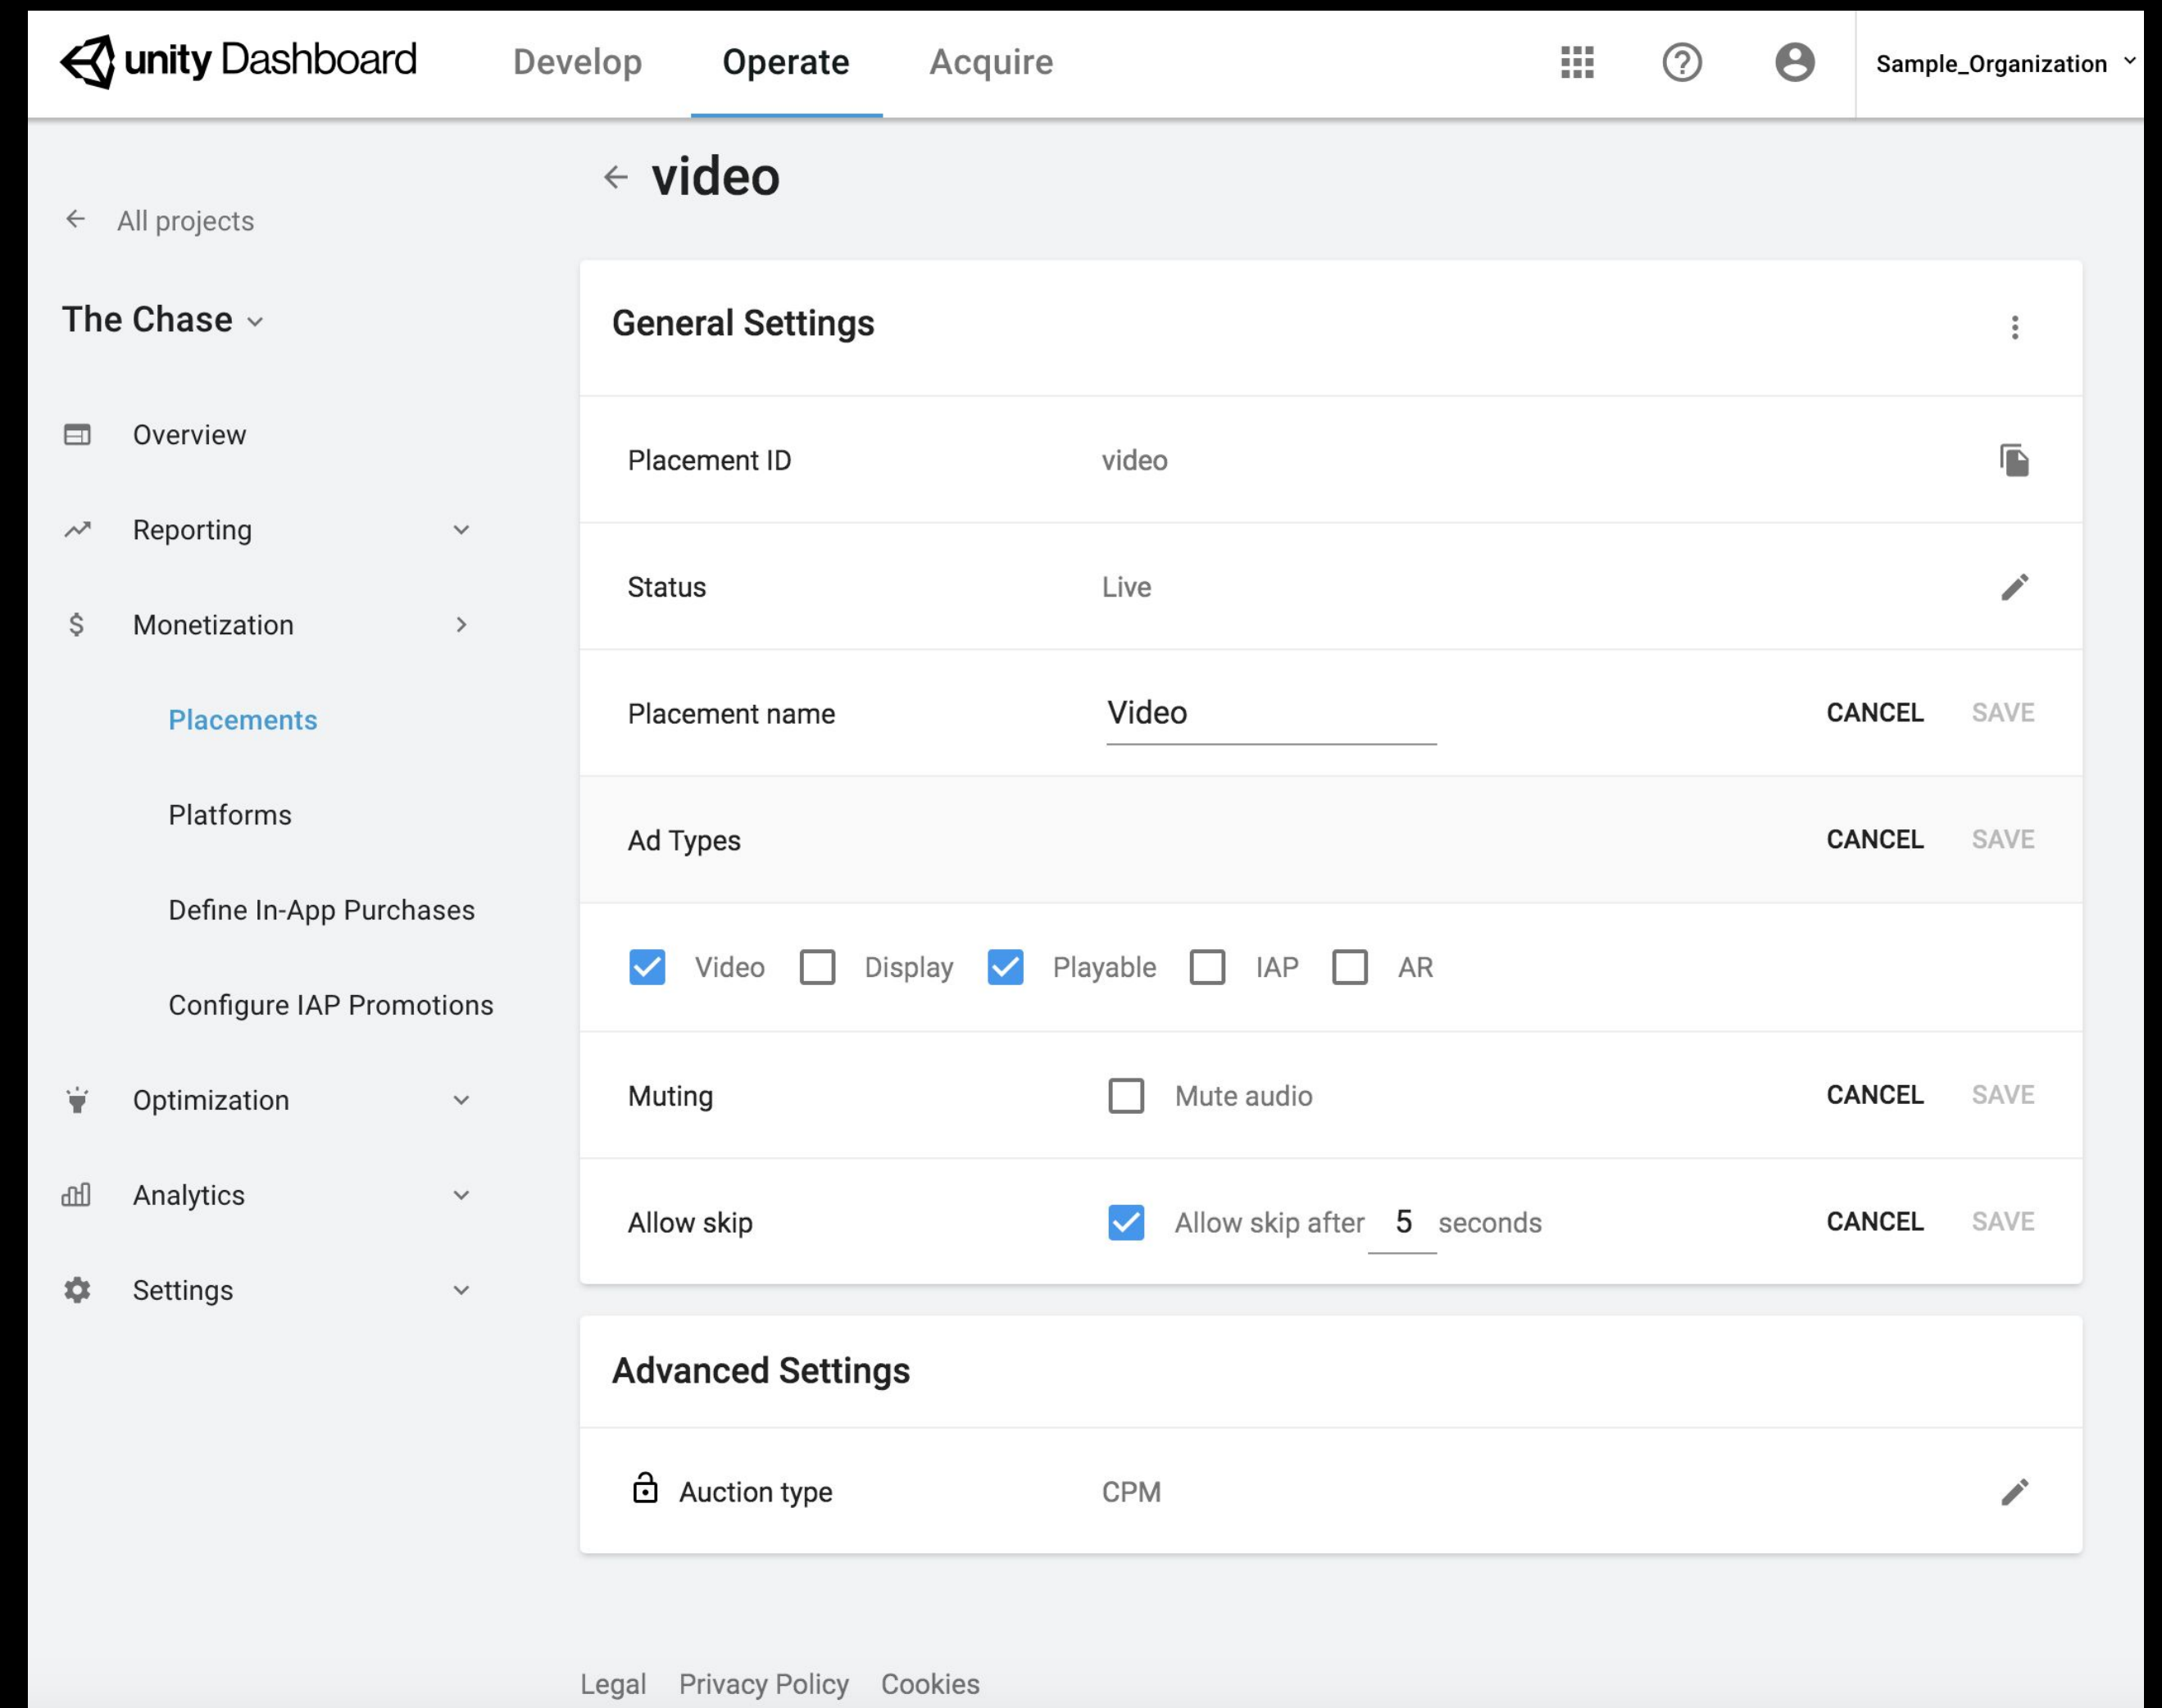 unity Dashboard Develop Operate Acquire Sample_Organization
video
All projects
The Chase
Overview
Reporting
Monetization
Placements
Platforms
Define In-App Purchases
Configure IAP Promotions
Optimization
Analytics
Settings
General Settings
Placement ID video
Status Live
Placement name Video CANCEL SAVE
Ad Types CANCEL SAVE
Video Display Playable IAP AR
Muting Mute audio CANCEL SAVE
Allow skip Allow skip after 5 seconds CANCEL SAVE
Advanced Settings
Auction type CPM
Legal Privacy Policy Cookies